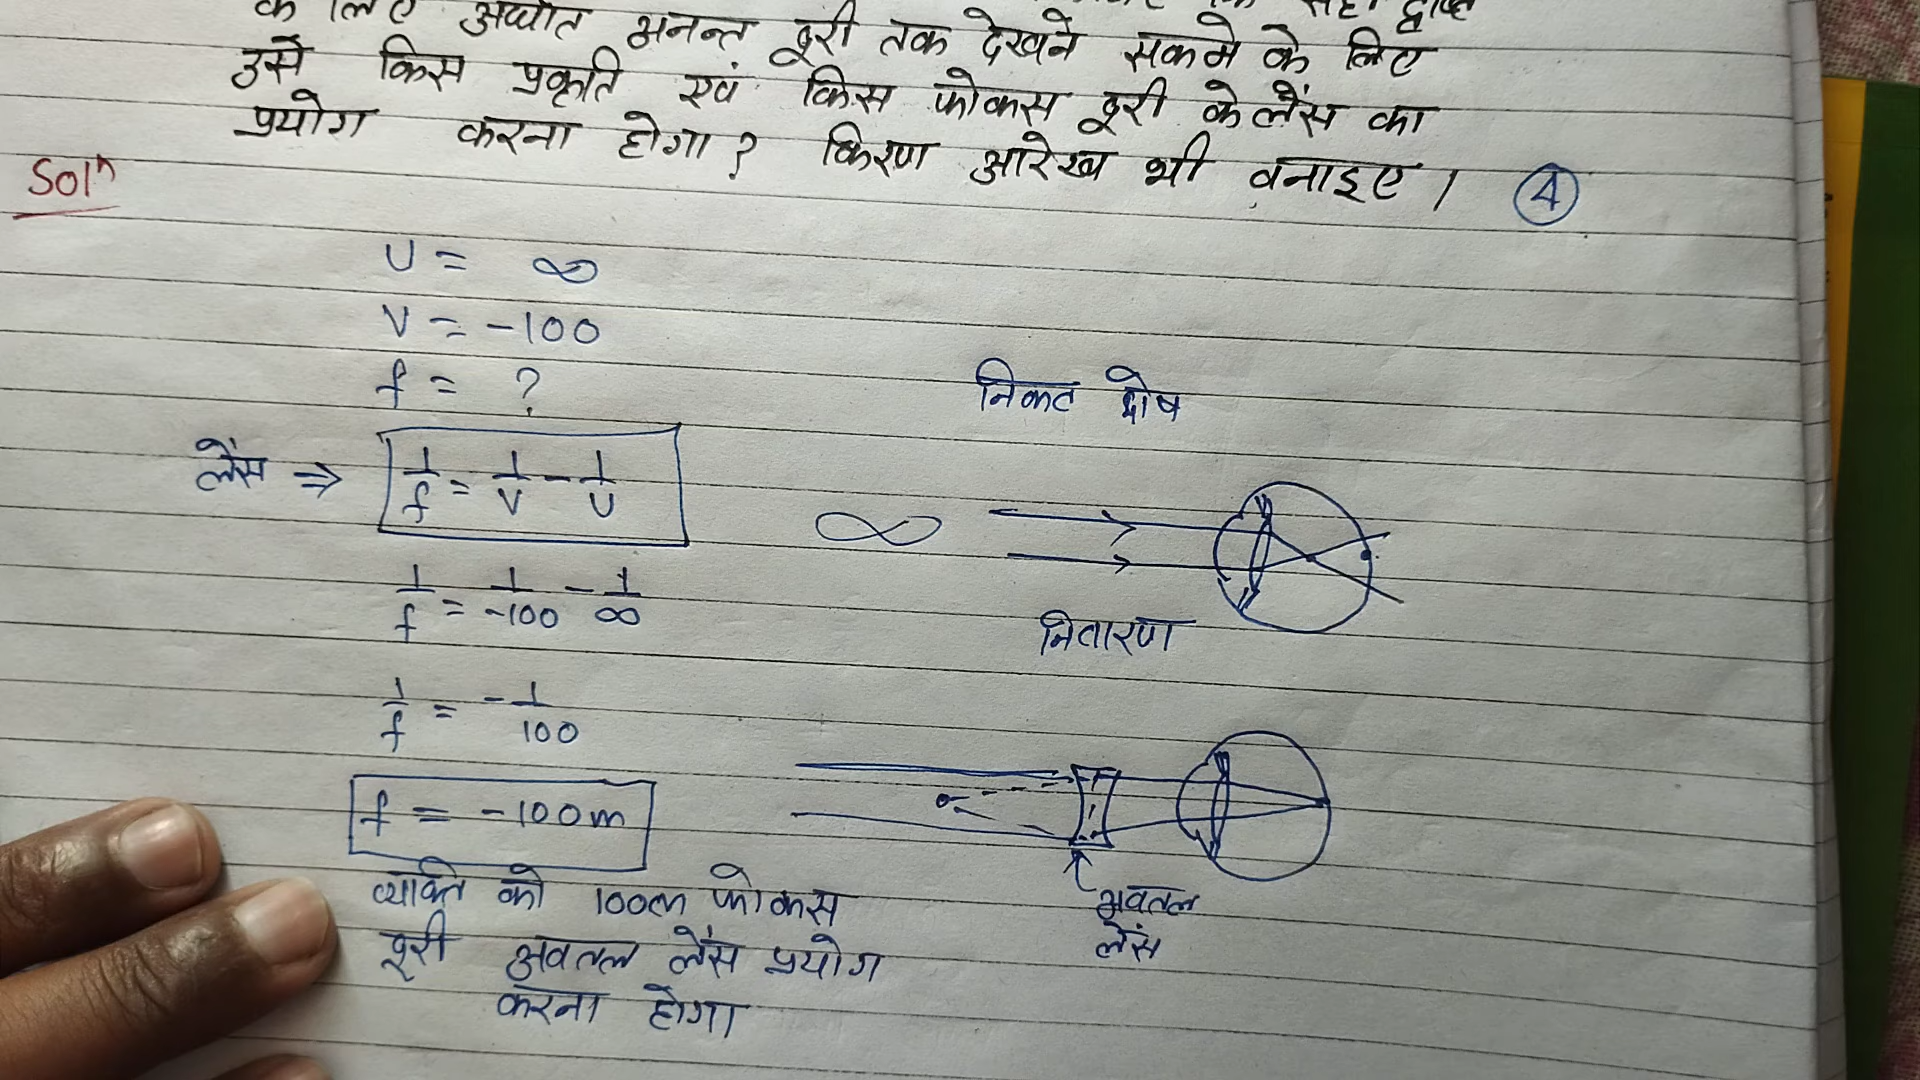 के लिए अर्थात अनन्त दूरी तक देखने सकने के लिए
उसे किस प्रकृति एवं किस फोकस दूरी के लेंस का
प्रयोग करना होगा? किरण आरेख भी बनाइए। ④
Solⁿ
U = ∞
V = -100
f = ?
लेंस ⇒ 1/f = 1/V - 1/U
1/f = 1/-100 - 1/∞
1/f = -1/100
f = -100m
व्यक्ति को 100cm फोकस
दूरी अवतल लेंस प्रयोग
करना होगा
निकट दोष
∞
निवारण
अवतल
लेंस